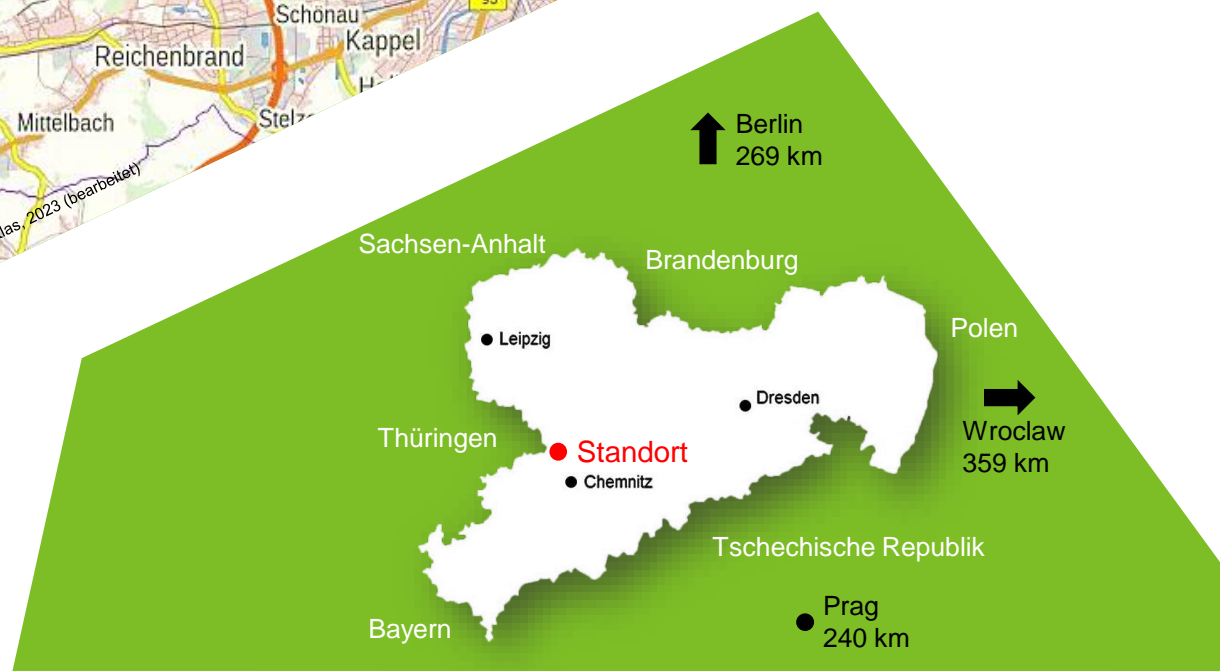 95
Schönau
Kappel
Reichenbrand
Mittelbach
2023 (bearbeitet)
Berlin
269 km
Sachsen-Anhalt
Brandenburg
Polen
Leipzig
Dresden
Wroclaw
359 km
Thüringen
Standort
Chemnitz
Tschechische Republik
Prag
240 km
Bayern